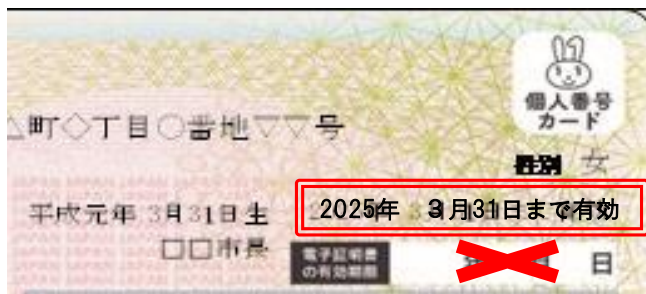 個人番号
カード
△町◇丁目○番地▽▽号
性別 女
平成元年 3月31日生 2025年 3月31日まで有効
□□市長 電子証明書
の有効期限 日